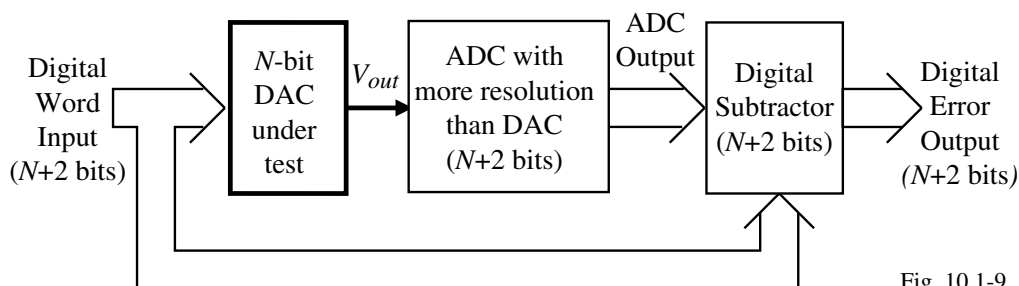 Digital
Word
Input
(N+2 bits)
N-bit
DAC
under
test
Vout
ADC with
more resolution
than DAC
(N+2 bits)
ADC
Output
Digital
Subtractor
(N+2 bits)
Digital
Error
Output
(N+2 bits)
Fig. 10.1-9